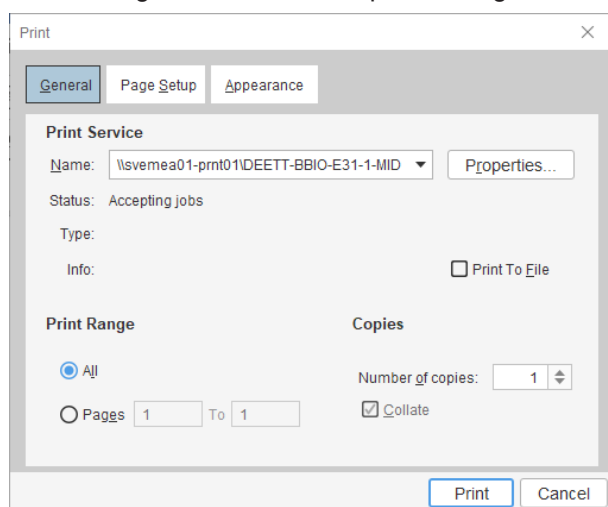 Print
General Page Setup Appearance
Print Service
Name: \\svemea01-prnt01\DEETT-BBIO-E31-1-MID Properties...
Status: Accepting jobs
Type:
Info: Print To File
Print Range Copies
All Number of copies: 1
Pages 1 To 1 Collate
Print Cancel